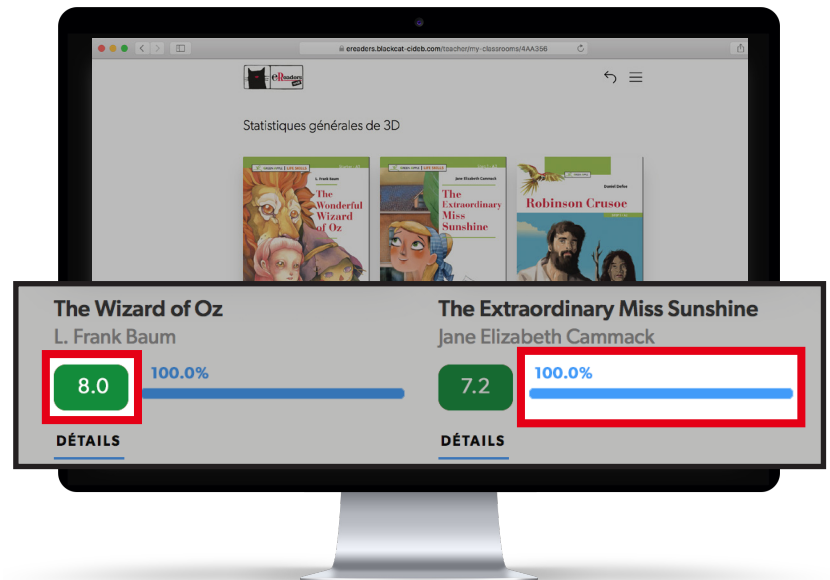 ereaders.blackcat-cideb.com/teacher/my-classrooms/4AA366
eReaders
Statistiques générales de 3D
L. Frank Baum
The
Wonderful
Wizard
of Oz
Jane Elizabeth Cammack
The
Extraordinary
Miss
Sunshine
Daniel Defoe
Robinson Crusoe
The Wizard of Oz
L. Frank Baum
8.0
100.0%
DÉTAILS
The Extraordinary Miss Sunshine
Jane Elizabeth Cammack
7.2
100.0%
DÉTAILS